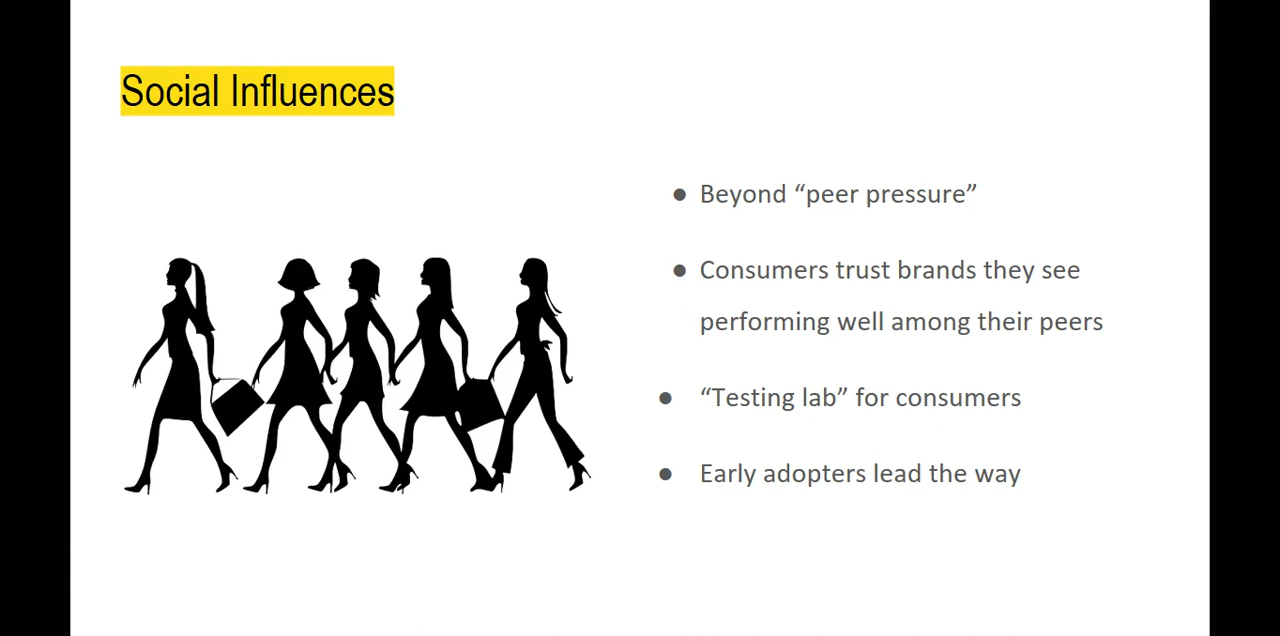 Social Influences
● Beyond “peer pressure”
● Consumers trust brands they see
performing well among their peers
● “Testing lab” for consumers
● Early adopters lead the way